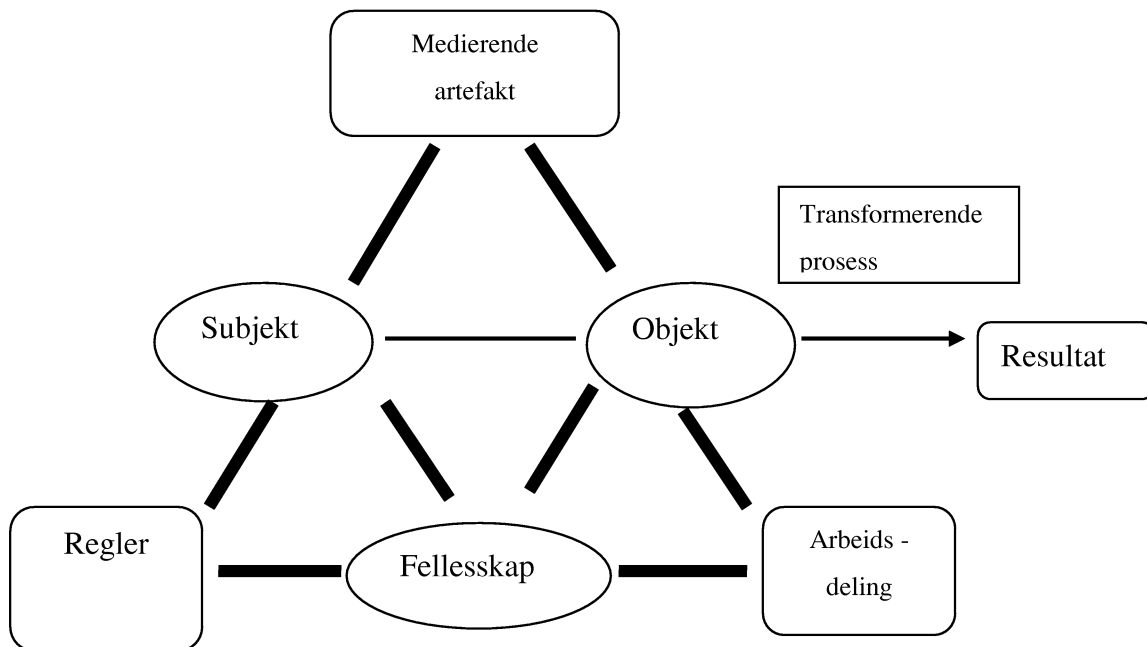 Medierende
artefakt
Transformerende
prosess
Subjekt
Objekt
Resultat
Regler
Fellesskap
Arbeids -
deling